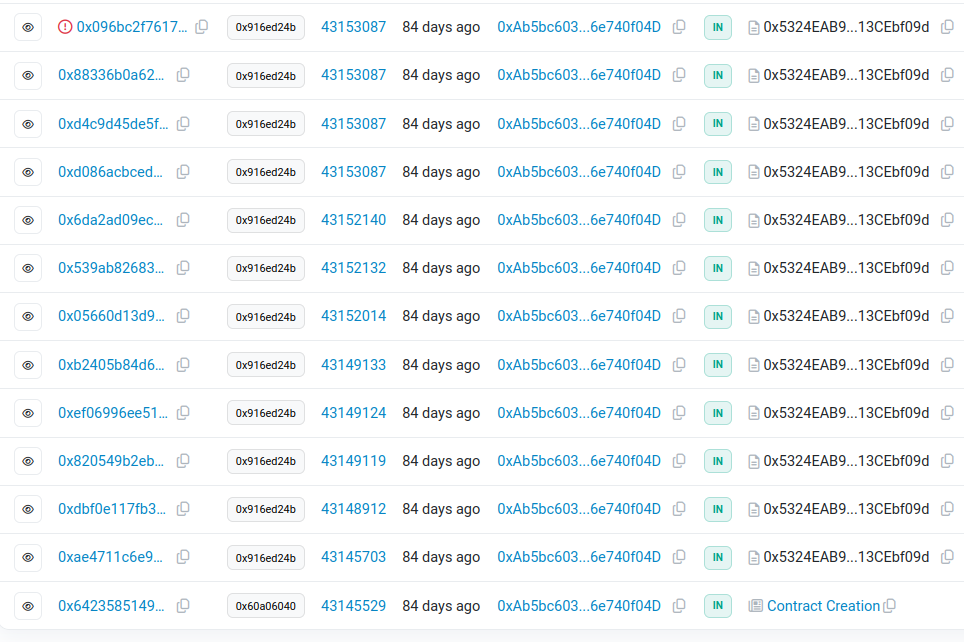 0x096bc2f7617... 0x916ed24b 43153087 84 days ago 0xAb5bc603...6e740f04D IN 0x5324EAB9...13CEbf09d
0x88336b0a62... 0x916ed24b 43153087 84 days ago 0xAb5bc603...6e740f04D IN 0x5324EAB9...13CEbf09d
0xd4c9d45de5f... 0x916ed24b 43153087 84 days ago 0xAb5bc603...6e740f04D IN 0x5324EAB9...13CEbf09d
0xd086acbced... 0x916ed24b 43153087 84 days ago 0xAb5bc603...6e740f04D IN 0x5324EAB9...13CEbf09d
0x6da2ad09ec... 0x916ed24b 43152140 84 days ago 0xAb5bc603...6e740f04D IN 0x5324EAB9...13CEbf09d
0x539ab82683... 0x916ed24b 43152132 84 days ago 0xAb5bc603...6e740f04D IN 0x5324EAB9...13CEbf09d
0x05660d13d9... 0x916ed24b 43152014 84 days ago 0xAb5bc603...6e740f04D IN 0x5324EAB9...13CEbf09d
0xb2405b84d6... 0x916ed24b 43149133 84 days ago 0xAb5bc603...6e740f04D IN 0x5324EAB9...13CEbf09d
0xef06996ee51... 0x916ed24b 43149124 84 days ago 0xAb5bc603...6e740f04D IN 0x5324EAB9...13CEbf09d
0x820549b2eb... 0x916ed24b 43149119 84 days ago 0xAb5bc603...6e740f04D IN 0x5324EAB9...13CEbf09d
0xdbf0e117fb3... 0x916ed24b 43148912 84 days ago 0xAb5bc603...6e740f04D IN 0x5324EAB9...13CEbf09d
0xae4711c6e9... 0x916ed24b 43145703 84 days ago 0xAb5bc603...6e740f04D IN 0x5324EAB9...13CEbf09d
0x6423585149... 0x60a06040 43145529 84 days ago 0xAb5bc603...6e740f04D IN Contract Creation